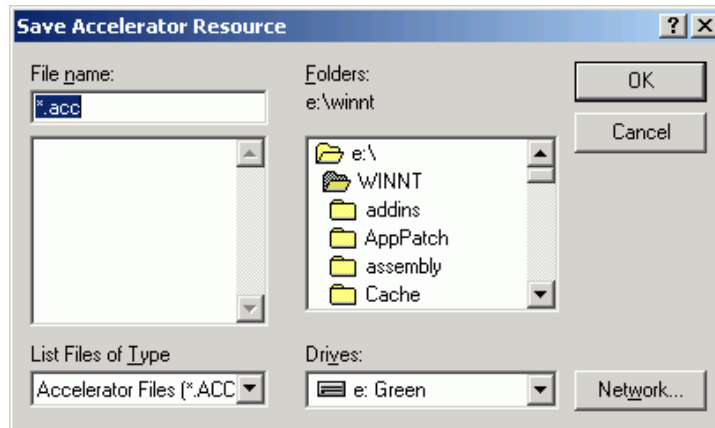 Save Accelerator Resource
File name:
*.acc
Folders:
e:\winnt
e:\
WINNT
addins
AppPatch
assembly
Cache
OK
Cancel
List Files of Type
Accelerator Files (*.ACC
Drives:
e: Green
Network...